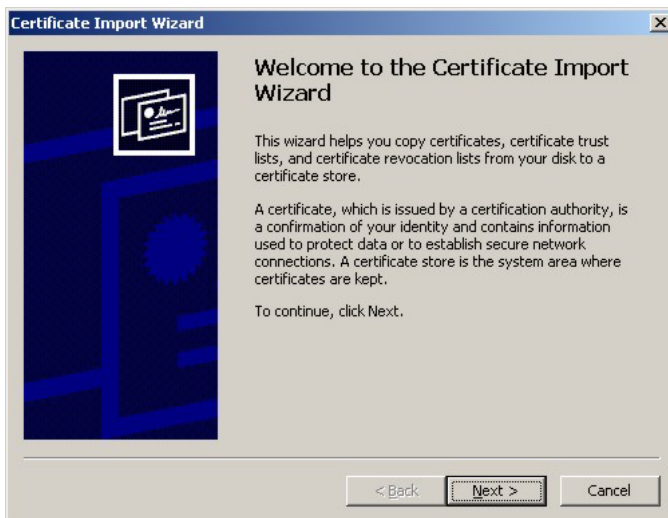 Certificate Import Wizard
Welcome to the Certificate Import
Wizard
This wizard helps you copy certificates, certificate trust
lists, and certificate revocation lists from your disk to a
certificate store.
A certificate, which is issued by a certification authority, is
a confirmation of your identity and contains information
used to protect data or to establish secure network
connections. A certificate store is the system area where
certificates are kept.
To continue, click Next.
< Back
Next >
Cancel